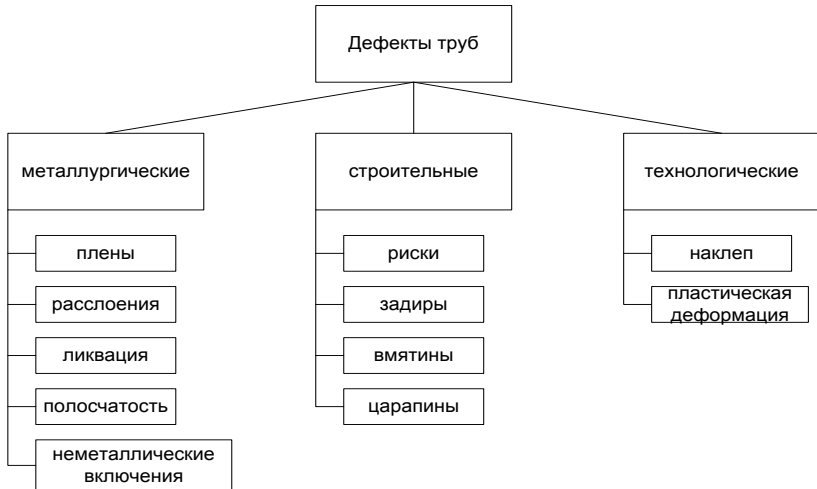 Дефекты труб
металлургические
строительные
технологические
плены
расслоения
ликвация
полосчатость
неметаллические
включения
риски
задиры
вмятины
царапины
наклеп
пластическая
деформация